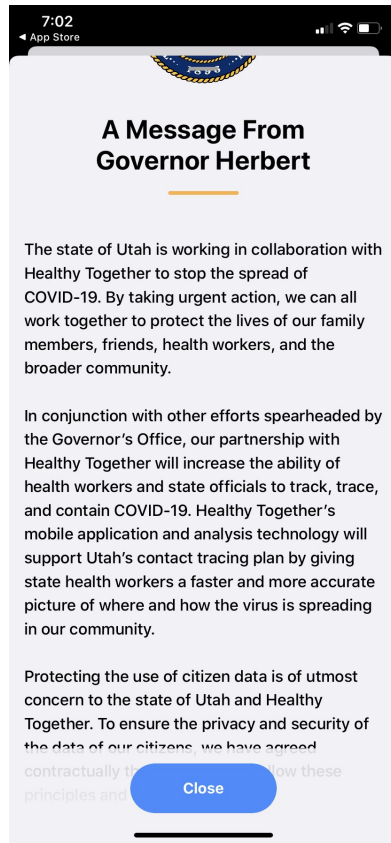 7:02
◀ App Store
1896
A Message From
Governor Herbert
The state of Utah is working in collaboration with
Healthy Together to stop the spread of
COVID-19. By taking urgent action, we can all
work together to protect the lives of our family
members, friends, health workers, and the
broader community.
In conjunction with other efforts spearheaded by
the Governor’s Office, our partnership with
Healthy Together will increase the ability of
health workers and state officials to track, trace,
and contain COVID-19. Healthy Together’s
mobile application and analysis technology will
support Utah’s contact tracing plan by giving
state health workers a faster and more accurate
picture of where and how the virus is spreading
in our community.
Protecting the use of citizen data is of utmost
concern to the state of Utah and Healthy
Together. To ensure the privacy and security of
the data of our citizens, we have agreed
contractually these
principles and
Close